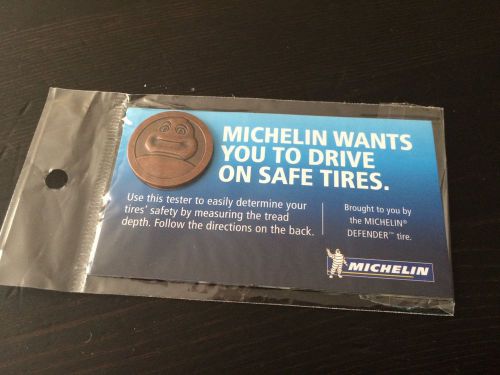 MICHELIN WANTS
YOU TO DRIVE
ON SAFE TIRES.
Use this tester to easily determine your
tires' safety by measuring the tread
depth. Follow the directions on the back.
Brought to you by
the MICHELIN®
DEFENDER™ tire.
MICHELIN